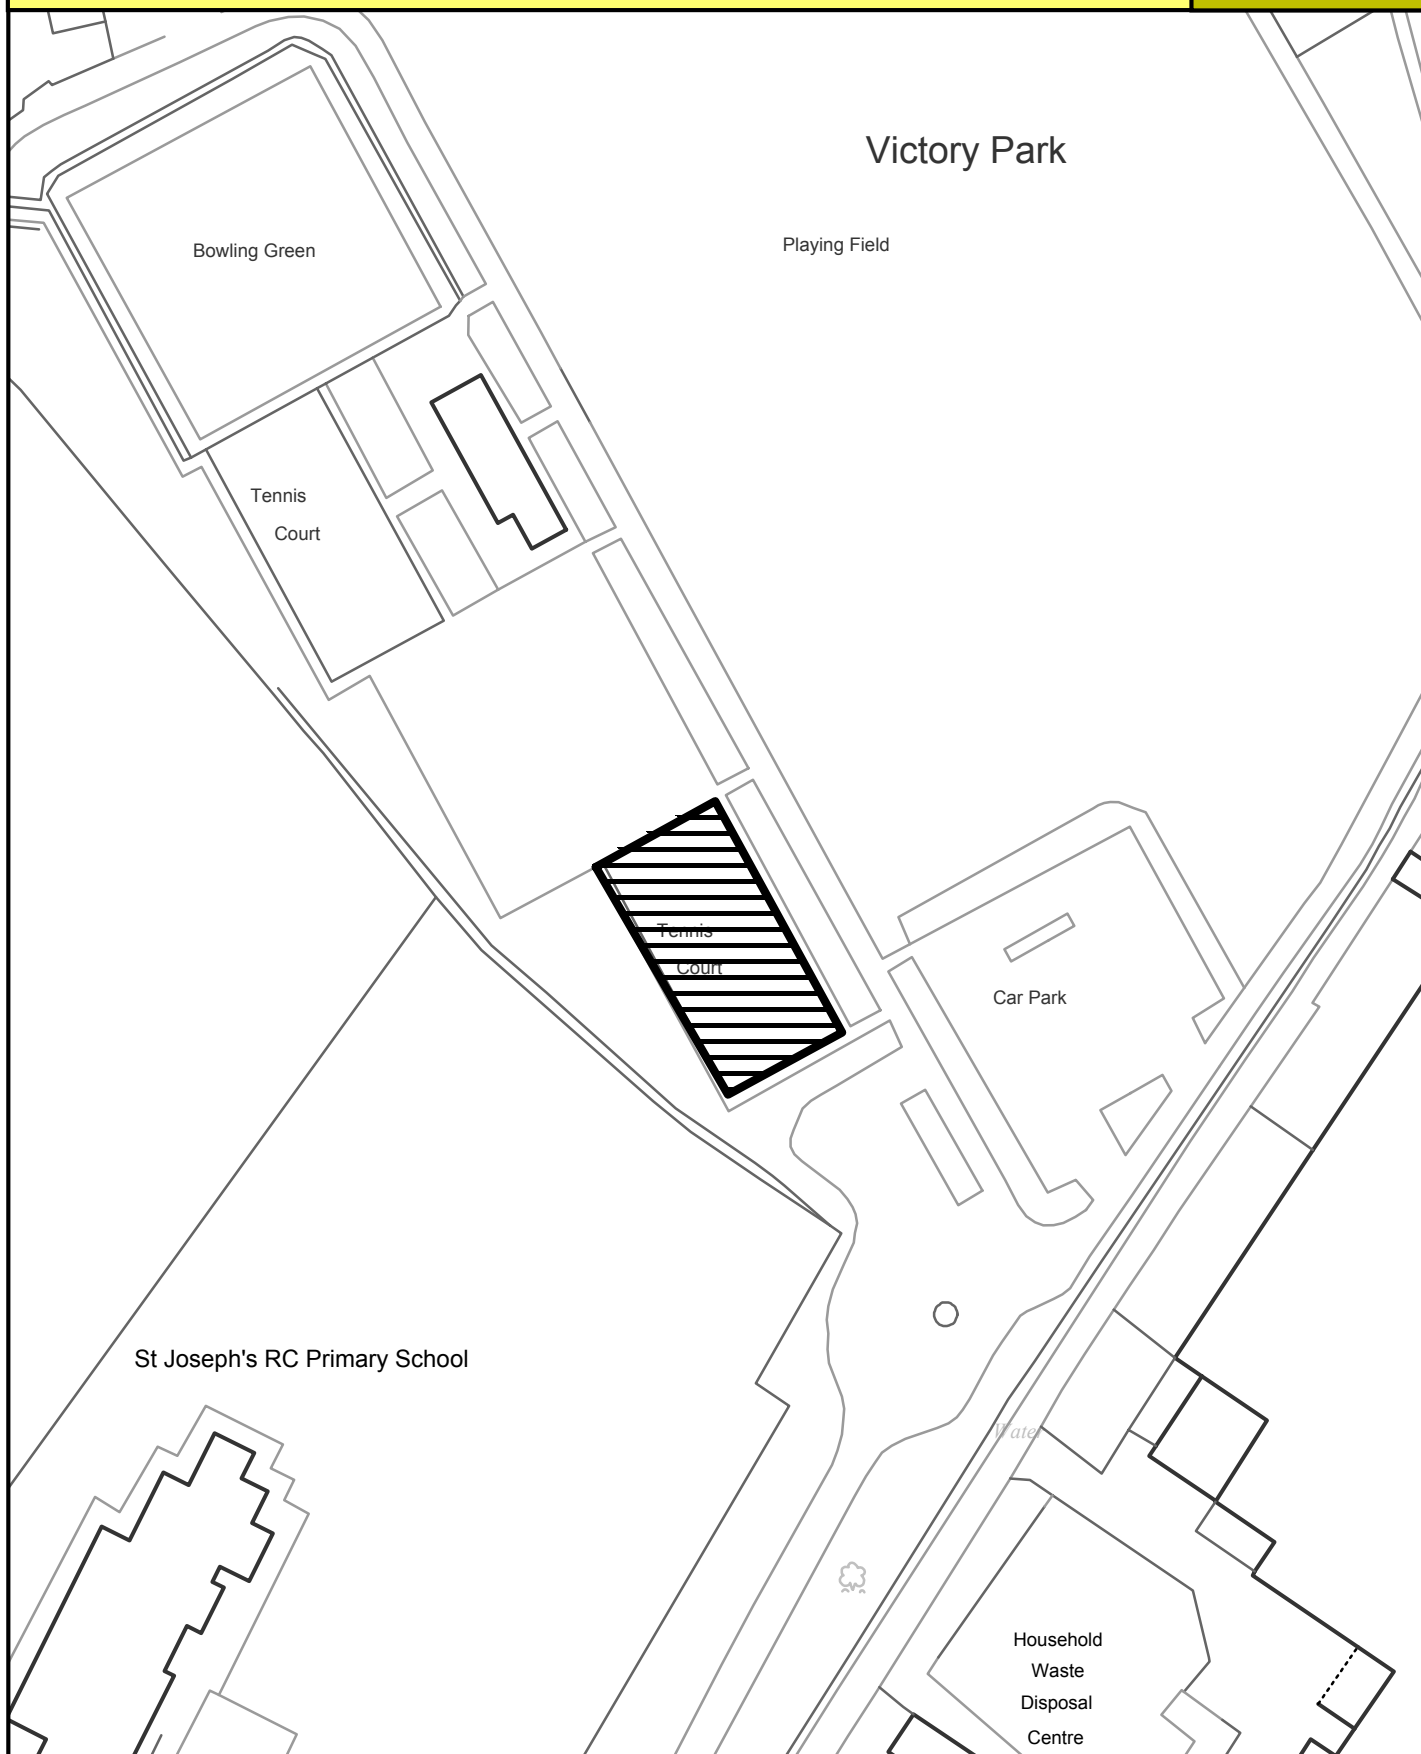 Victory Park
Playing Field
Bowling Green
Tennis
Court
Tennis
Court
Car Park
St Joseph's RC Primary School
Water
Household
Waste
Disposal
Centre